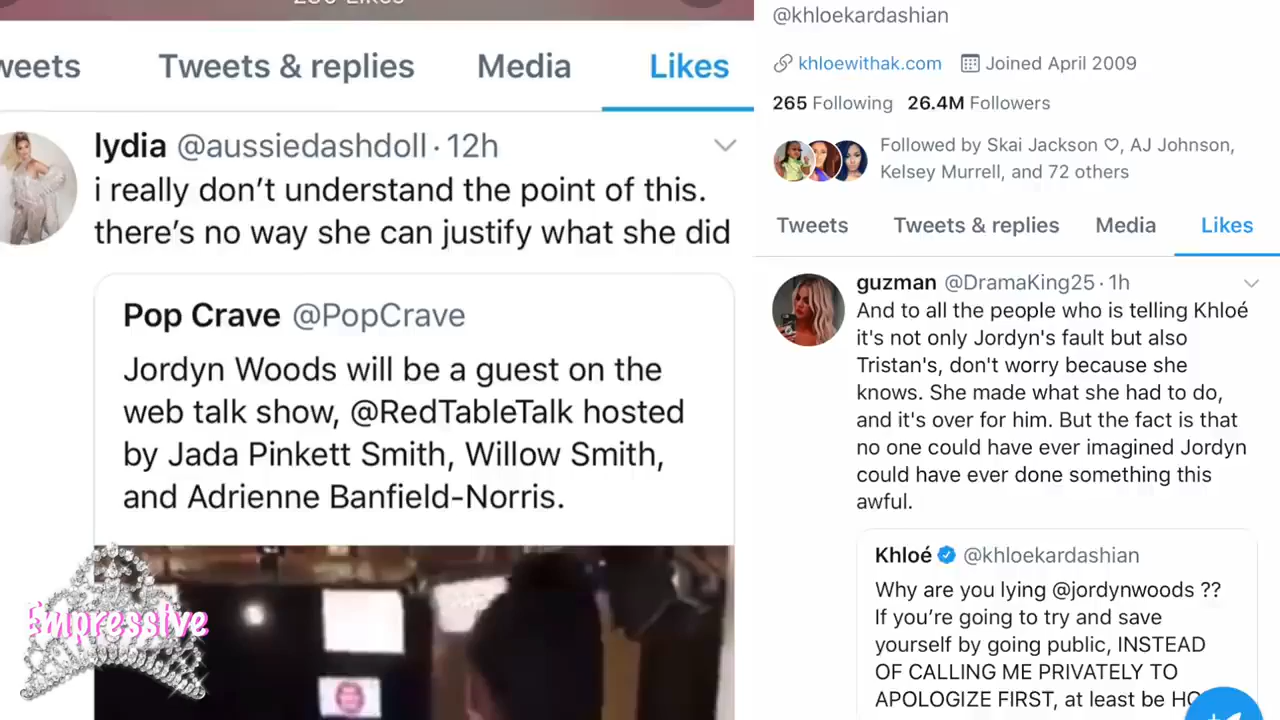 Tweets & replies
Media
Likes
lydia @aussiedashdoll · 12h
i really don’t understand the point of this.
there’s no way she can justify what she did
Pop Crave @PopCrave
Jordyn Woods will be a guest on the
web talk show, @RedTableTalk hosted
by Jada Pinkett Smith, Willow Smith,
and Adrienne Banfield-Norris.
Empressive
@khloekardashian
khloewithak.com Joined April 2009
265 Following 26.4M Followers
Followed by Skai Jackson ♡, AJ Johnson,
Kelsey Murrell, and 72 others
Tweets Tweets & replies Media Likes
guzman @DramaKing25 · 1h
And to all the people who is telling Khloé
it's not only Jordyn's fault but also
Tristan's, don't worry because she
knows. She made what she had to do,
and it's over for him. But the fact is that
no one could have ever imagined Jordyn
could have ever done something this
awful.
Khloé @khloekardashian
Why are you lying @jordynwoods ??
If you’re going to try and save
yourself by going public, INSTEAD
OF CALLING ME PRIVATELY TO
APOLOGIZE FIRST, at least be